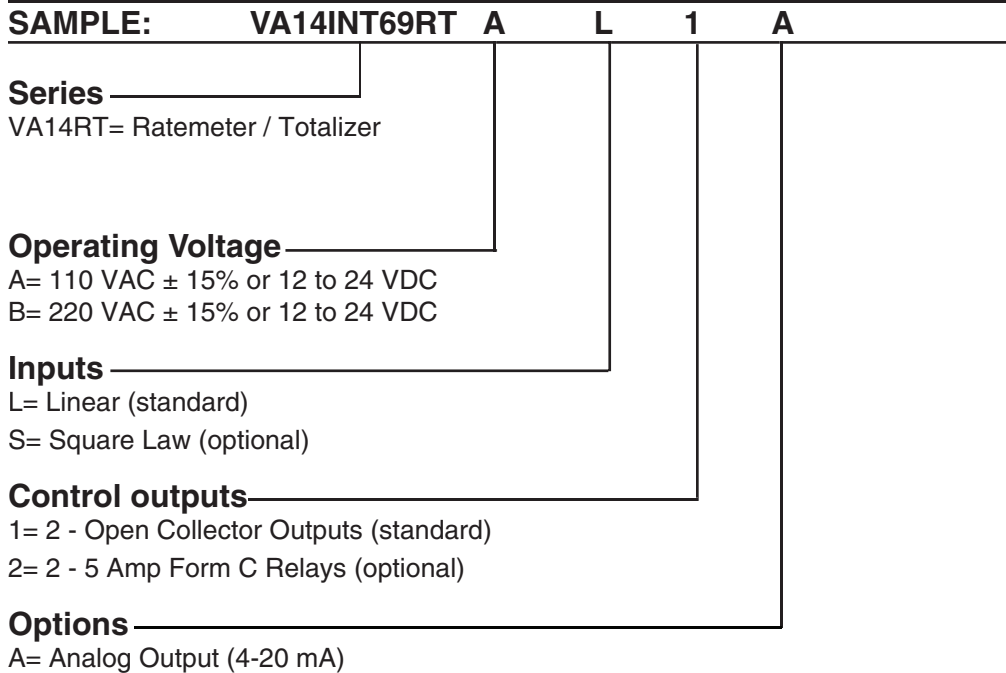 SAMPLE: VA14INT69RT A L 1 A
Series
VA14RT= Ratemeter / Totalizer
Operating Voltage
A= 110 VAC ± 15% or 12 to 24 VDC
B= 220 VAC ± 15% or 12 to 24 VDC
Inputs
L= Linear (standard)
S= Square Law (optional)
Control outputs
1= 2 - Open Collector Outputs (standard)
2= 2 - 5 Amp Form C Relays (optional)
Options
A= Analog Output (4-20 mA)